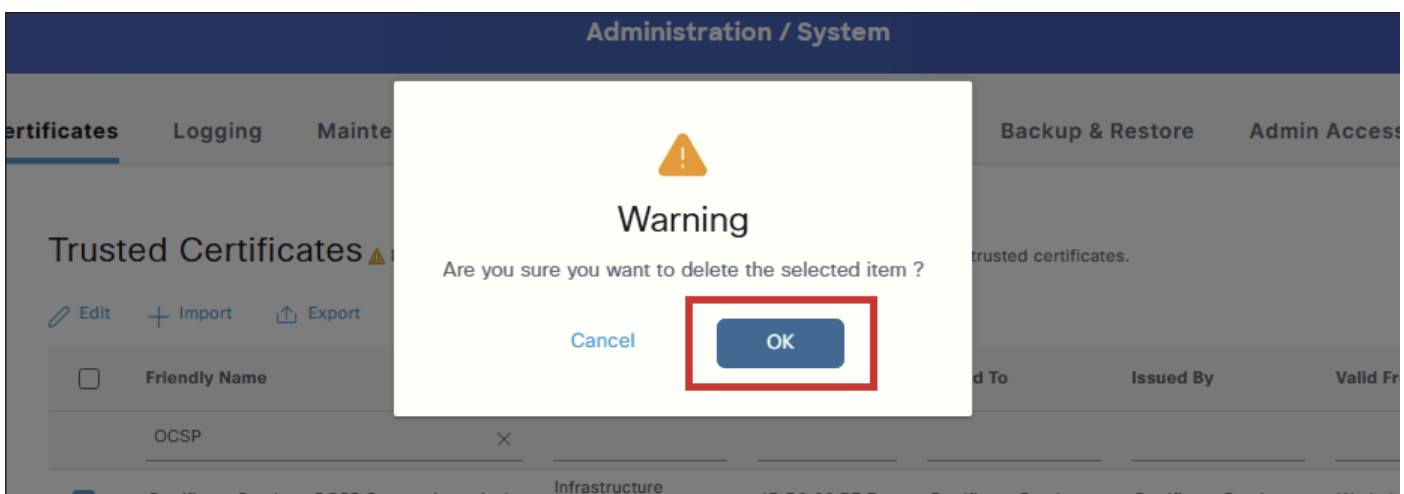 Administration / System
ertificates Logging Mainte Backup & Restore Admin Access
Warning
Trusted Certificates trusted certificates.
Are you sure you want to delete the selected item ?
Edit Import Export
Cancel OK
Friendly Name d To Issued By Valid Fr
OCSP
Infrastructure